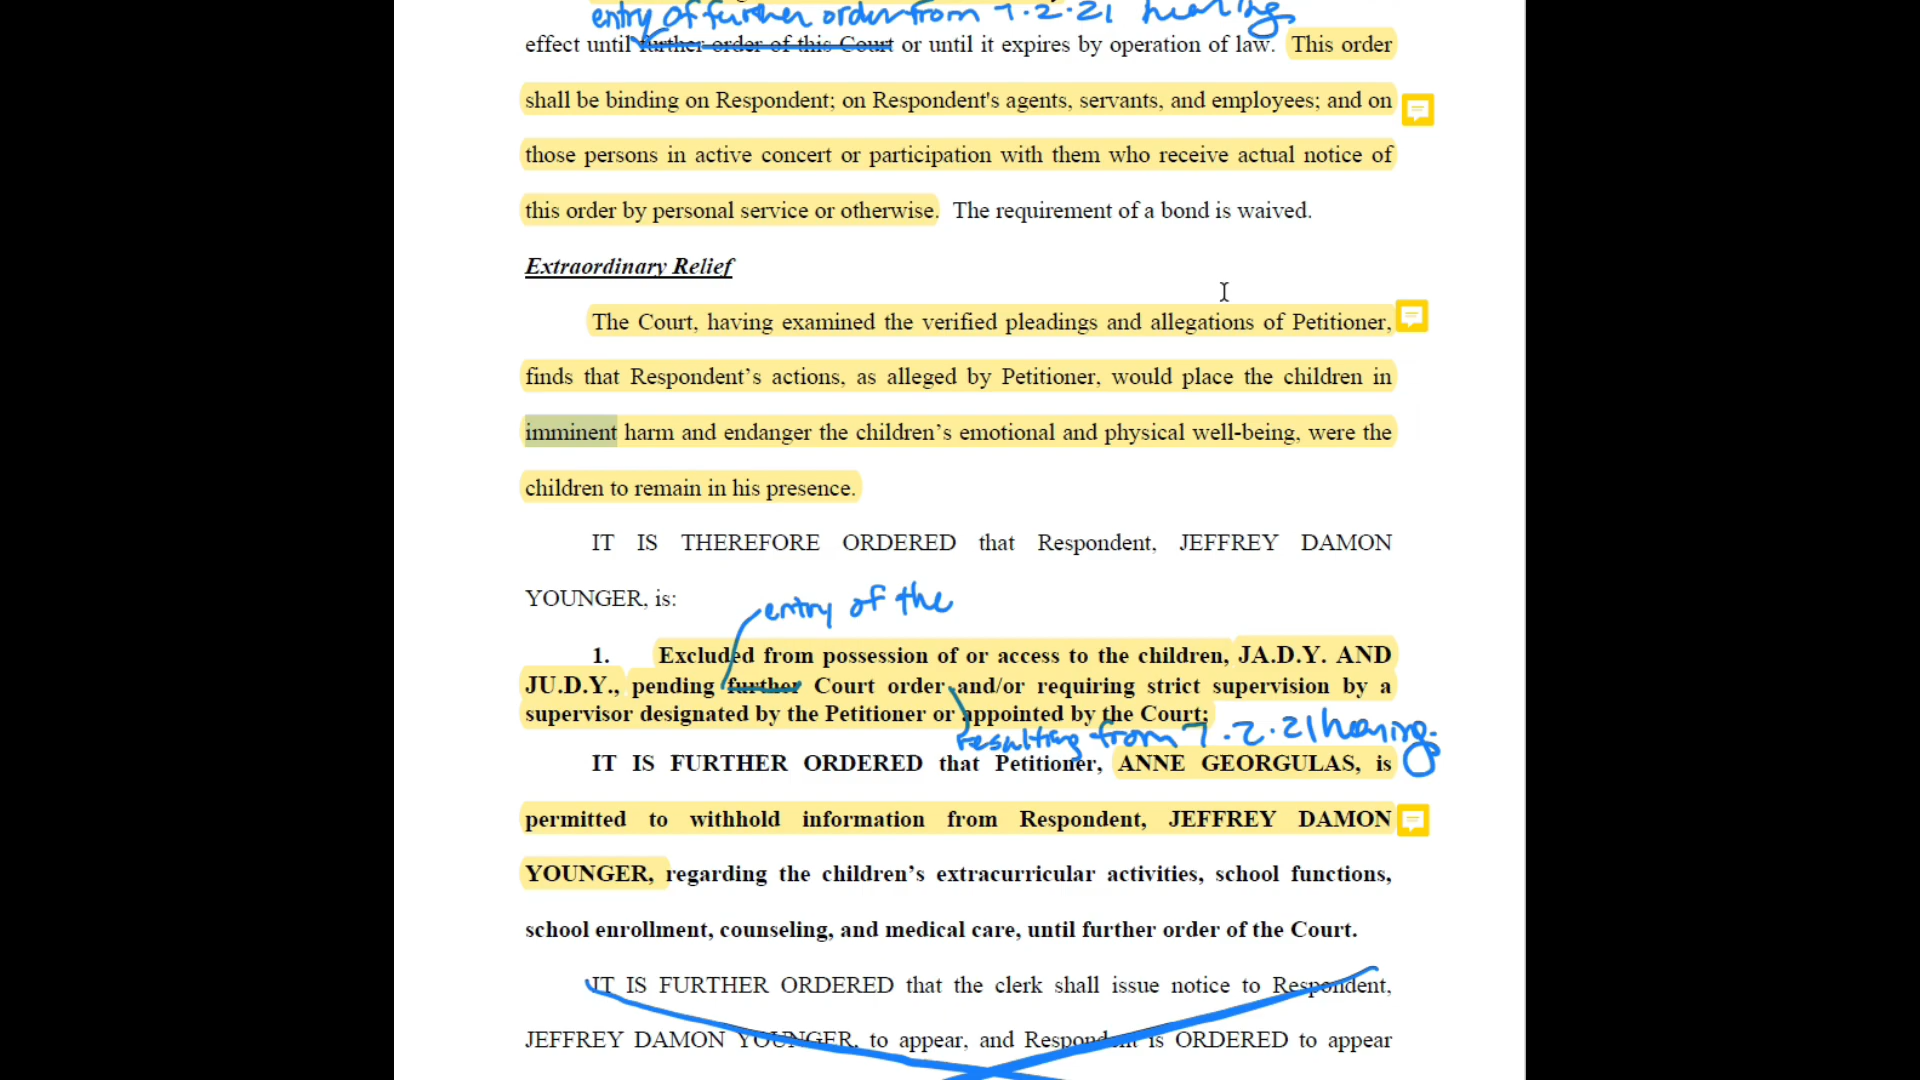 entry of further order from 7.2.21 hearing
effect until further order of this Court or until it expires by operation of law. This order
shall be binding on Respondent; on Respondent's agents, servants, and employees; and on
those persons in active concert or participation with them who receive actual notice of
this order by personal service or otherwise. The requirement of a bond is waived.
Extraordinary Relief
The Court, having examined the verified pleadings and allegations of Petitioner,
finds that Respondent’s actions, as alleged by Petitioner, would place the children in
imminent harm and endanger the children’s emotional and physical well-being, were the
children to remain in his presence.
IT IS THEREFORE ORDERED that Respondent, JEFFREY DAMON
YOUNGER, is:
entry of the
1. Excluded from possession of or access to the children, JA.D.Y. AND
JU.D.Y., pending further Court order and/or requiring strict supervision by a
supervisor designated by the Petitioner or appointed by the Court;
resulting from 7.2.21 hearing.
IT IS FURTHER ORDERED that Petitioner, ANNE GEORGULAS, is
permitted to withhold information from Respondent, JEFFREY DAMON
YOUNGER, regarding the children’s extracurricular activities, school functions,
school enrollment, counseling, and medical care, until further order of the Court.
IT IS FURTHER ORDERED that the clerk shall issue notice to Respondent,
JEFFREY DAMON YOUNGER, to appear, and Respondent is ORDERED to appear